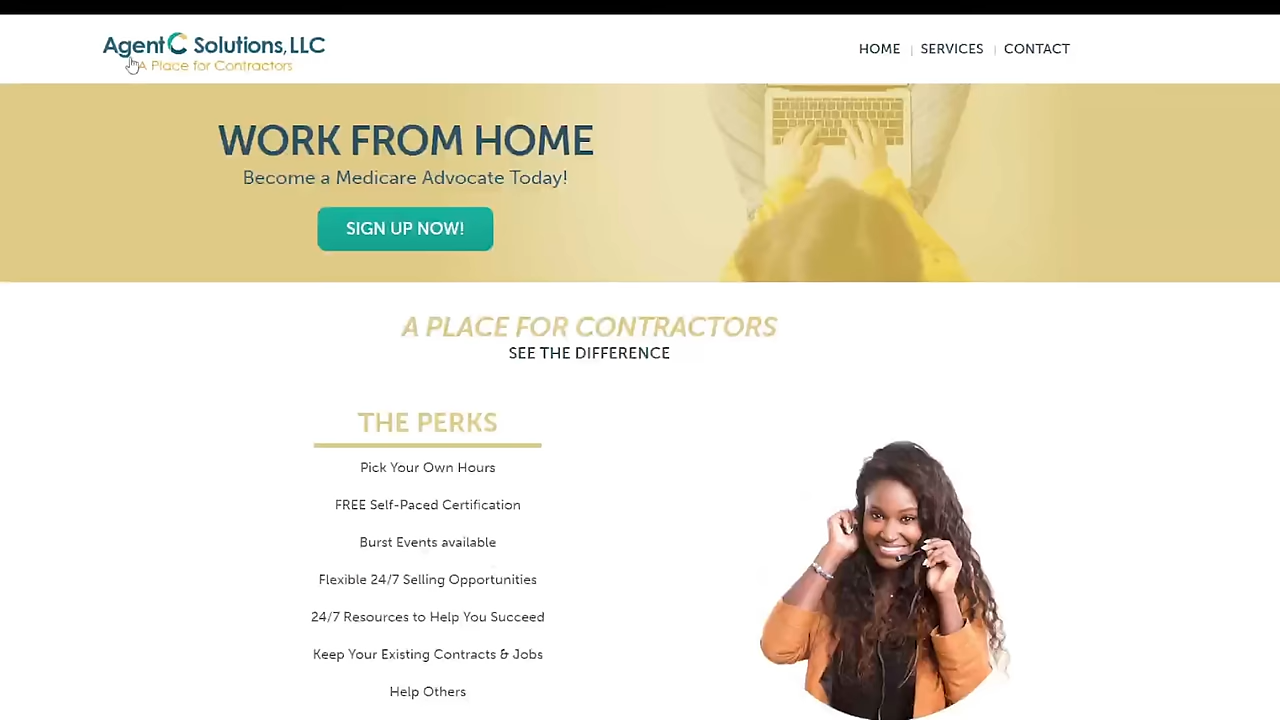 Agent C Solutions, LLC
A Place for Contractors
HOME | SERVICES | CONTACT
WORK FROM HOME
Become a Medicare Advocate Today!
SIGN UP NOW!
A PLACE FOR CONTRACTORS
SEE THE DIFFERENCE
THE PERKS
Pick Your Own Hours
FREE Self-Paced Certification
Burst Events available
Flexible 24/7 Selling Opportunities
24/7 Resources to Help You Succeed
Keep Your Existing Contracts & Jobs
Help Others